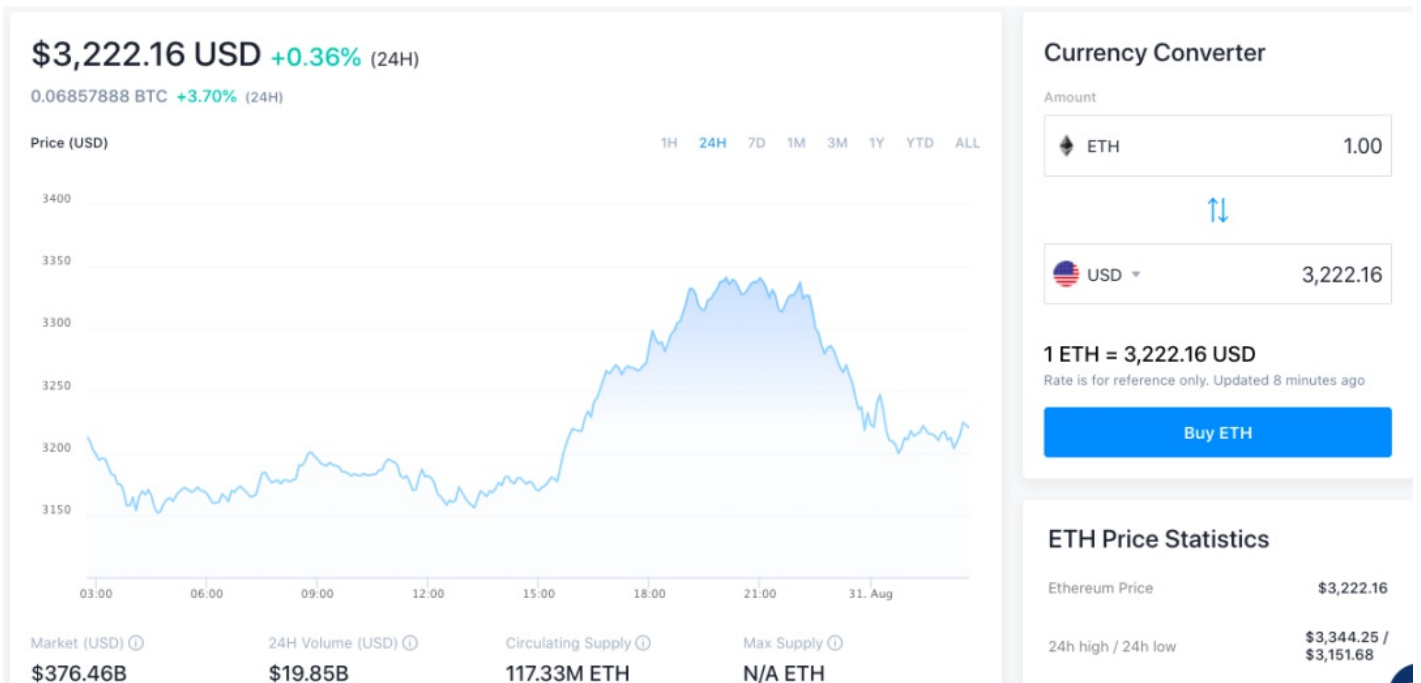 $3,222.16 USD +0.36% (24H)
0.06857888 BTC +3.70% (24H)
Price (USD)
1H 24H 7D 1M 3M 1Y YTD ALL
3400
3350
3300
3250
3200
3150
03:00 06:00 09:00 12:00 15:00 18:00 21:00 31. Aug
Market (USD) 24H Volume (USD) Circulating Supply Max Supply
$376.46B $19.85B 117.33M ETH N/A ETH
Currency Converter
Amount
ETH 1.00
USD 3,222.16
1 ETH = 3,222.16 USD
Rate is for reference only. Updated 8 minutes ago
Buy ETH
ETH Price Statistics
Ethereum Price $3,222.16
24h high / 24h low $3,344.25 /
$3,151.68